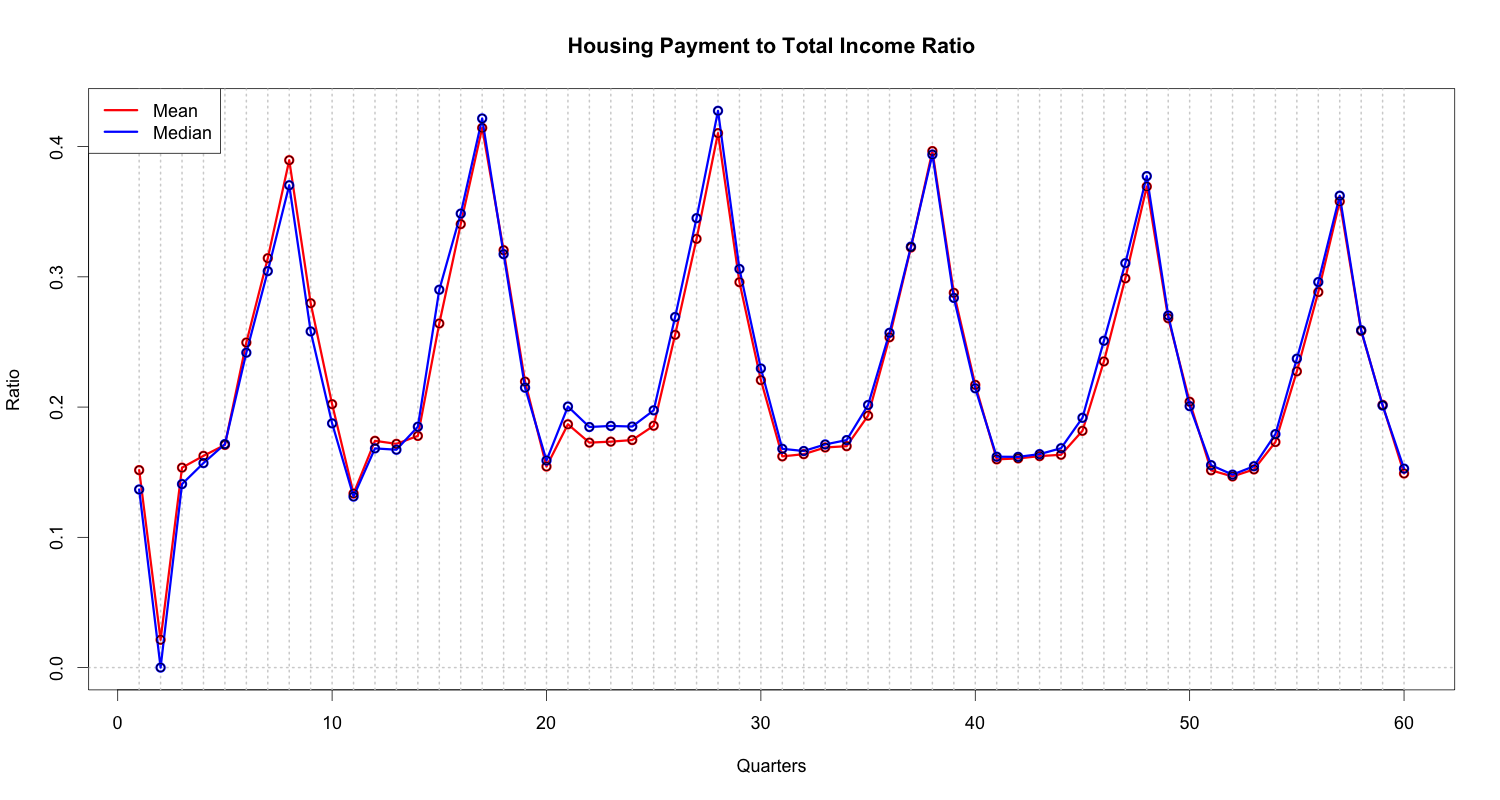 Housing Payment to Total Income Ratio
Mean
Median
Ratio
0.4
0.3
0.2
0.1
0.0
0 10 20 30 40 50 60
Quarters